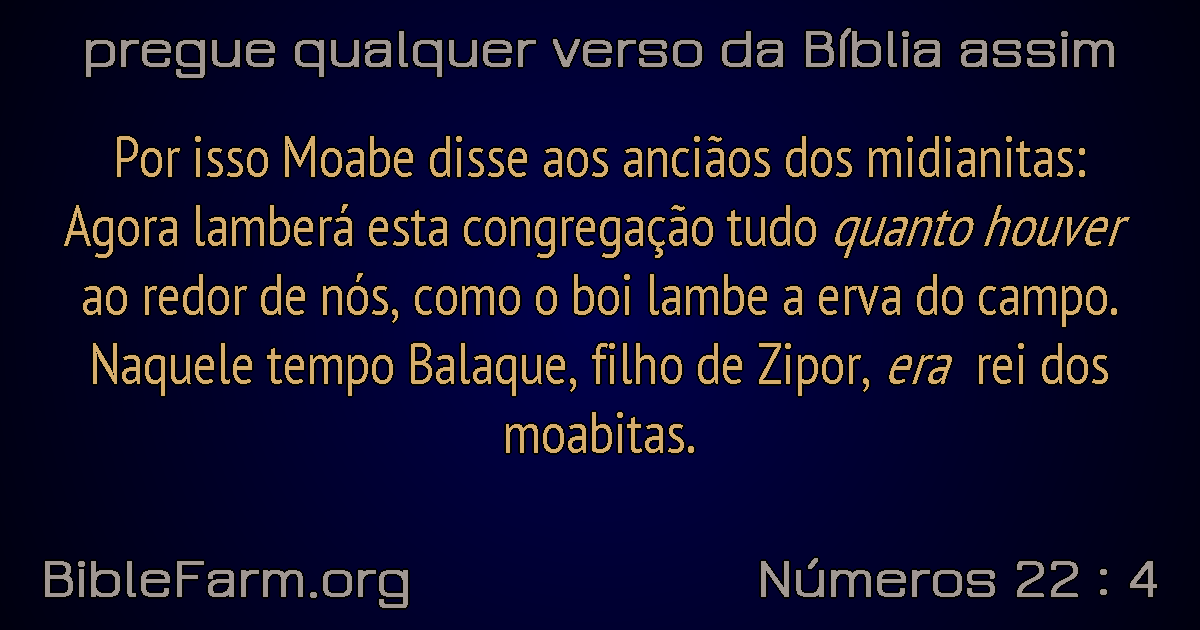 pregue qualquer verso da Bíblia assim
Por isso Moabe disse aos anciãos dos midianitas:
Agora lamberá esta congregação tudo quanto houver
ao redor de nós, como o boi lambe a erva do campo.
Naquele tempo Balaque, filho de Zipor, era rei dos
moabitas.
BibleFarm.org
Números 22 : 4